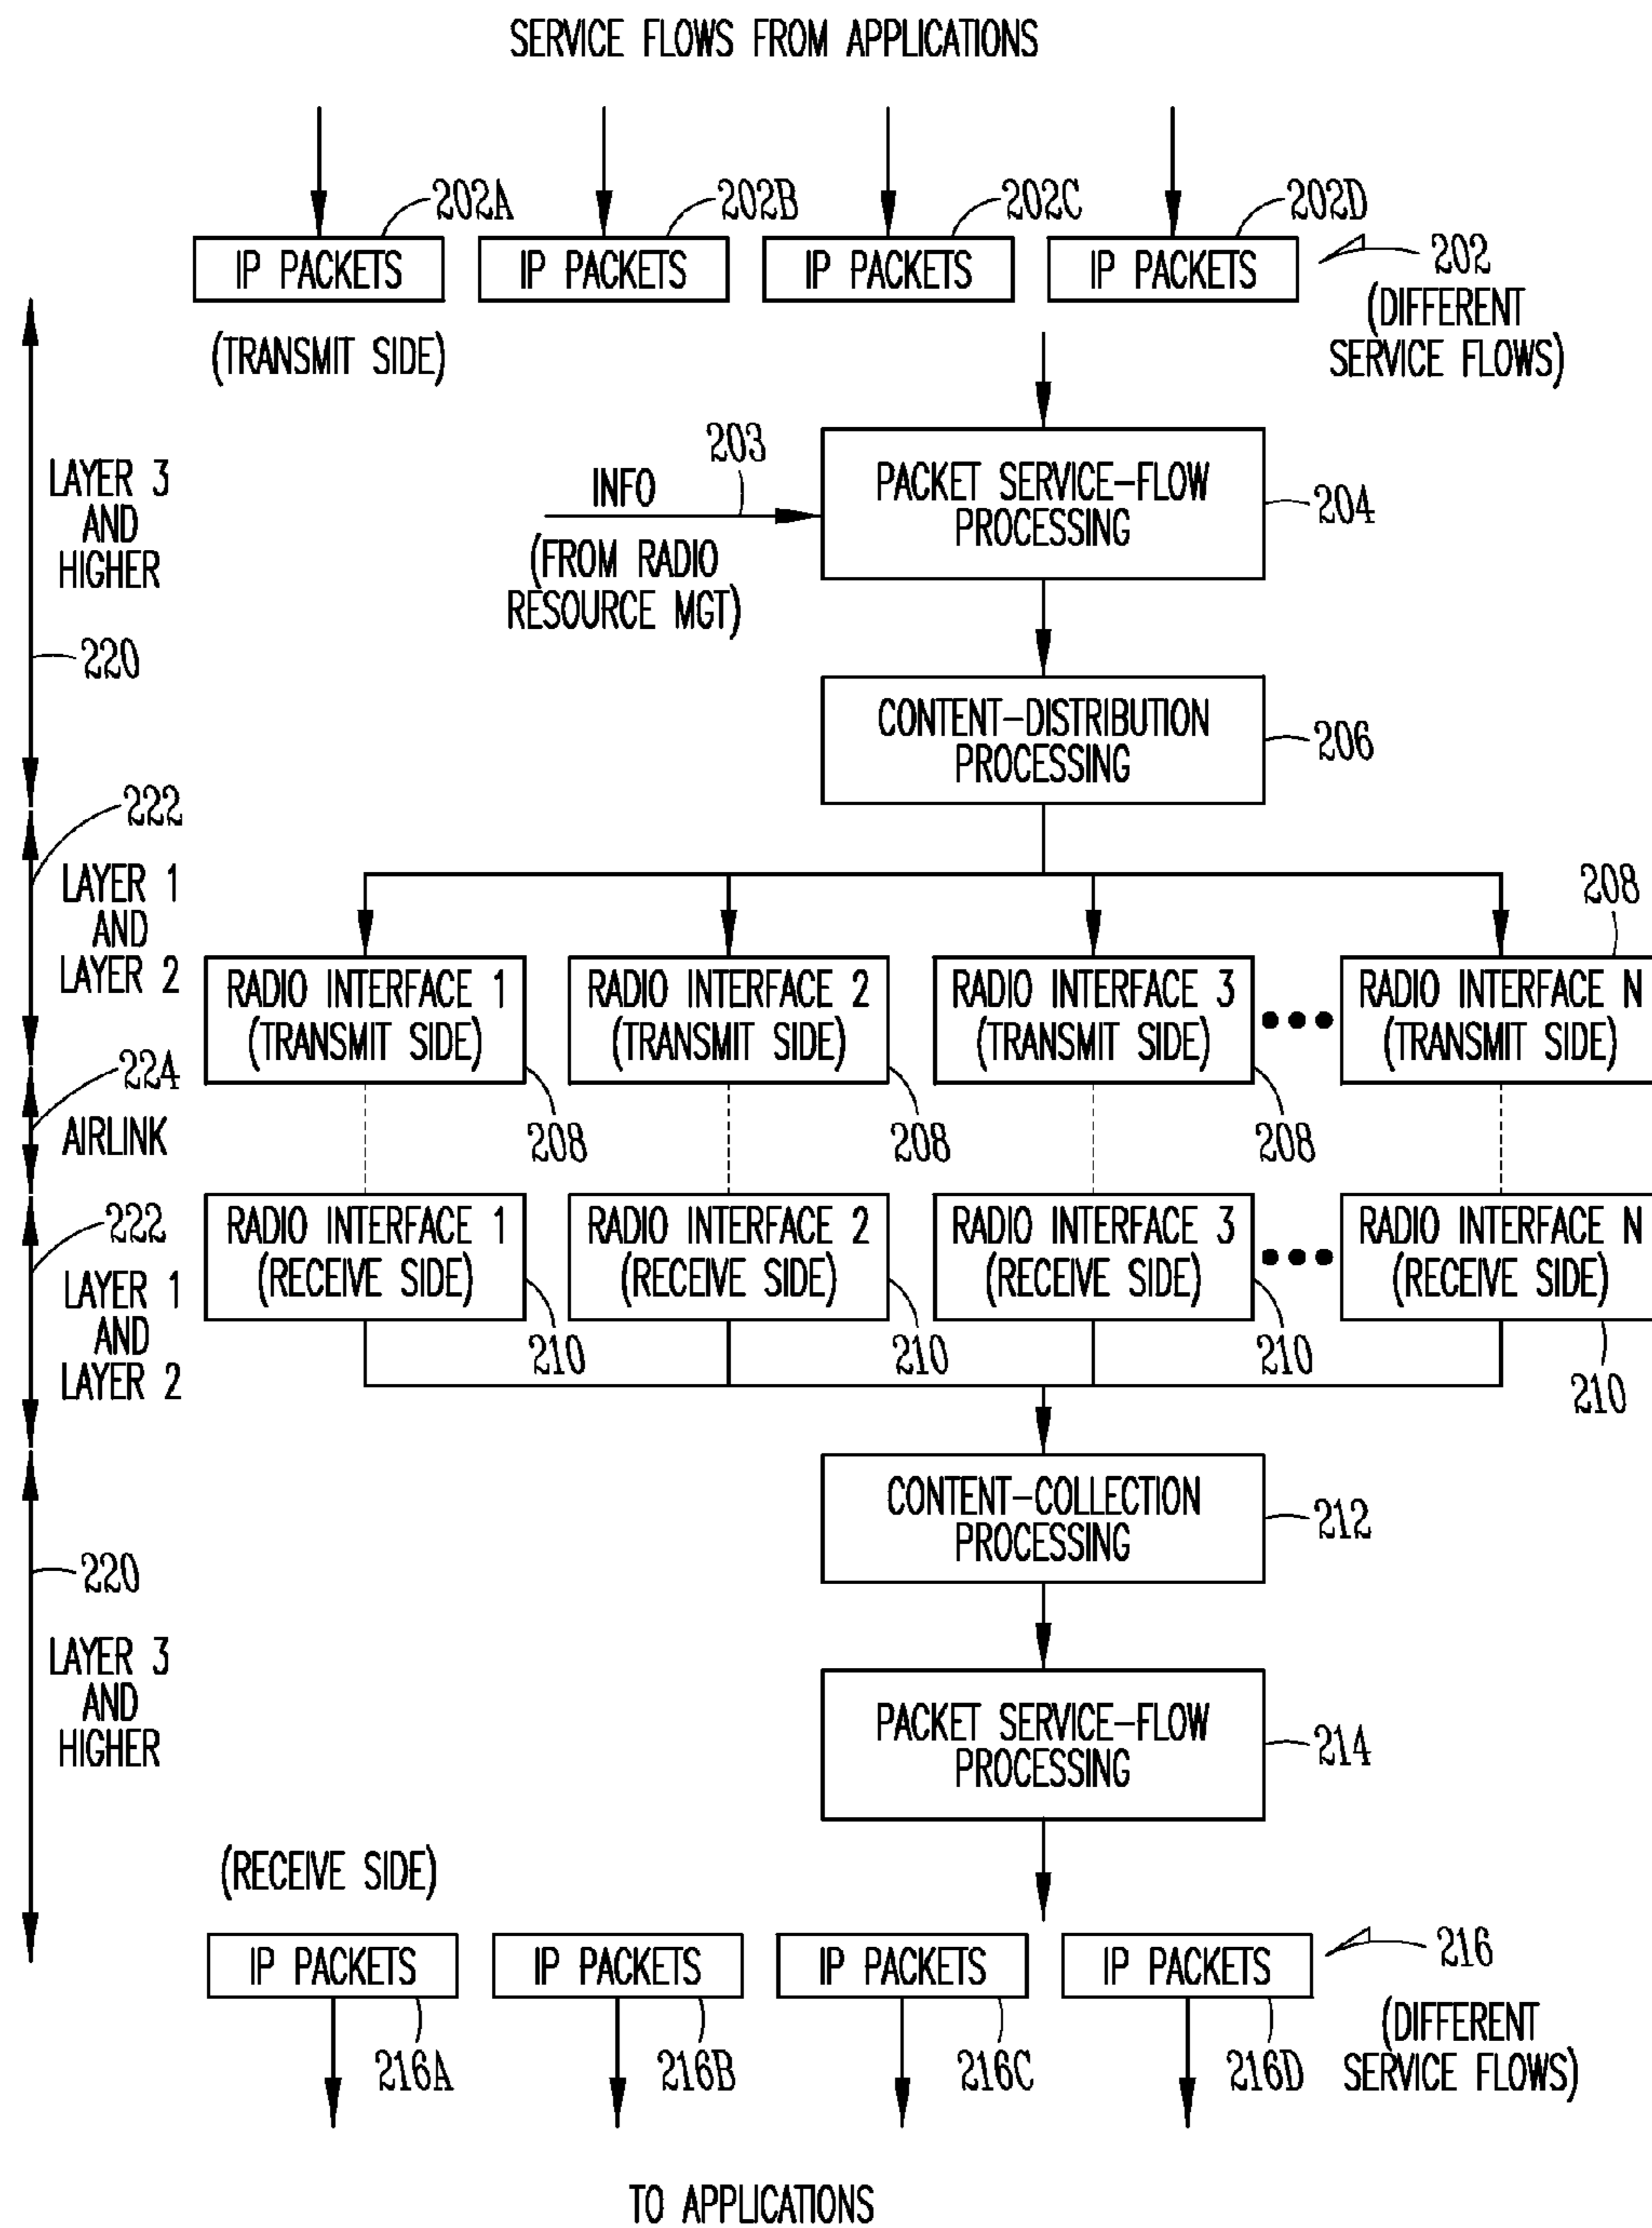 SERVICE FLOWS FROM APPLICATIONS
202A
202B
202C
202D
IP PACKETS
IP PACKETS
IP PACKETS
IP PACKETS
202
(DIFFERENT
SERVICE FLOWS)
(TRANSMIT SIDE)
LAYER 3
AND
HIGHER
220
203
INFO
(FROM RADIO
RESOURCE MGT)
PACKET SERVICE-FLOW
PROCESSING
204
CONTENT-DISTRIBUTION
PROCESSING
206
222
LAYER 1
AND
LAYER 2
208
RADIO INTERFACE 1
(TRANSMIT SIDE)
RADIO INTERFACE 2
(TRANSMIT SIDE)
RADIO INTERFACE 3
(TRANSMIT SIDE)
RADIO INTERFACE N
(TRANSMIT SIDE)
224
AIRLINK
208
208
208
222
LAYER 1
AND
LAYER 2
RADIO INTERFACE 1
(RECEIVE SIDE)
RADIO INTERFACE 2
(RECEIVE SIDE)
RADIO INTERFACE 3
(RECEIVE SIDE)
RADIO INTERFACE N
(RECEIVE SIDE)
210
210
210
210
CONTENT-COLLECTION
PROCESSING
212
220
LAYER 3
AND
HIGHER
PACKET SERVICE-FLOW
PROCESSING
214
(RECEIVE SIDE)
IP PACKETS
IP PACKETS
IP PACKETS
IP PACKETS
216
(DIFFERENT
SERVICE FLOWS)
216A
216B
216C
216D
TO APPLICATIONS